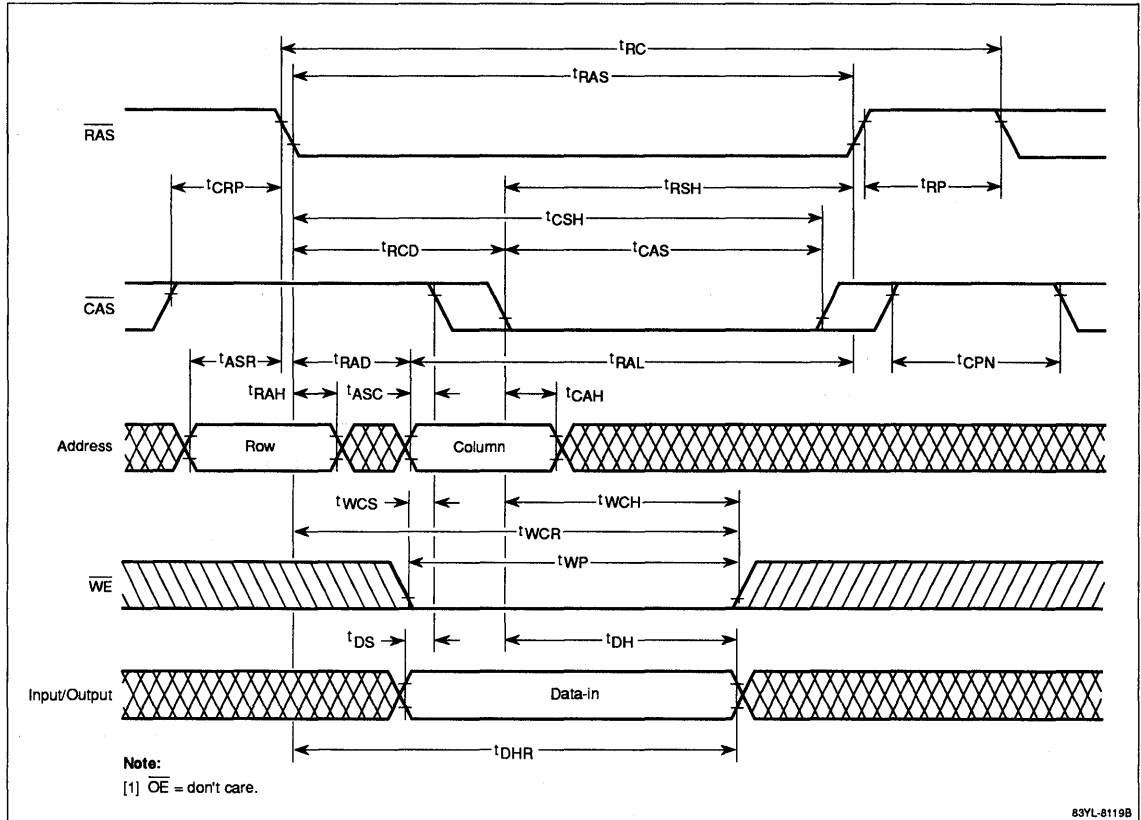 tRC
tRAS
RAS
tCRP
tRSH
tRP
tCSH
tRCD
tCAS
CAS
tASR
tRAD
tRAL
tCPN
tRAH
tASC
tCAH
Address
Row
Column
tWCS
tWCH
tWCR
tWP
WE
tDS
tDH
Input/Output
Data-in
tDHR
Note:
[1] OE = don't care.
83YL-8119B